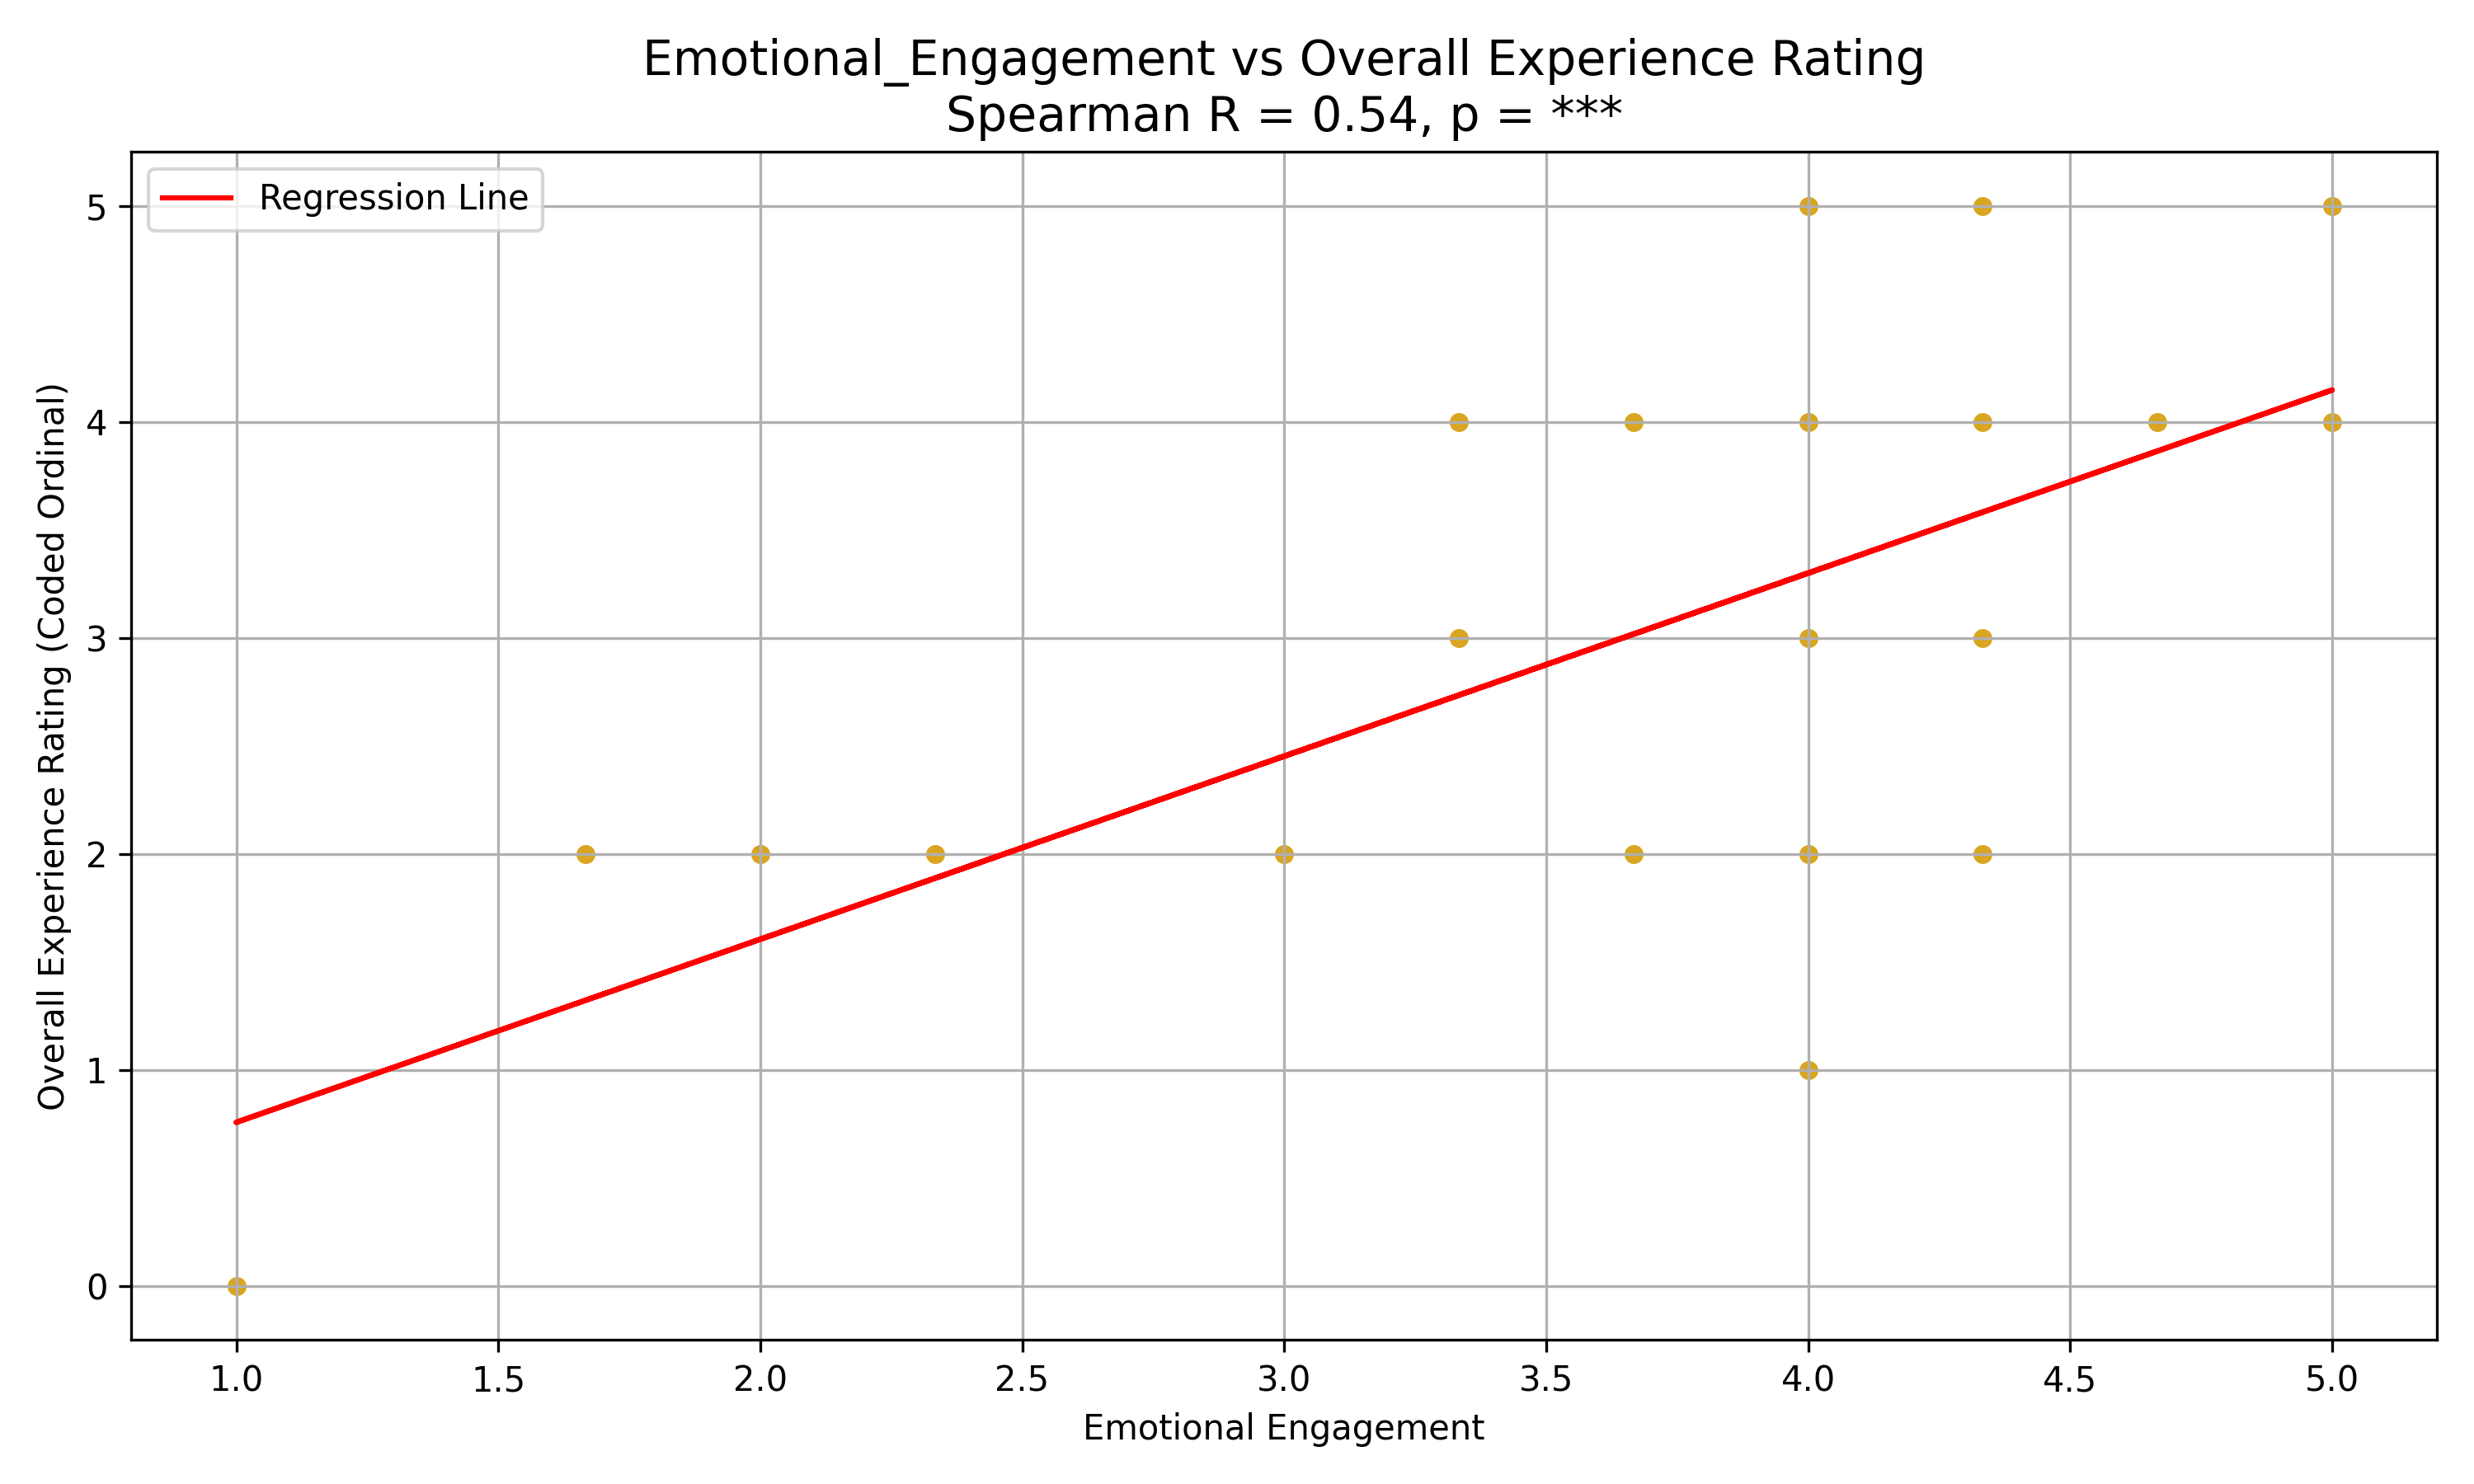 Emotional_Engagement vs Overall Experience Rating
Spearman R = 0.54, p = ***
Regression Line
Overall Experience Rating (Coded Ordinal)
5
4
3
2
1
0
1.0 1.5 2.0 2.5 3.0 3.5 4.0 4.5 5.0
Emotional Engagement